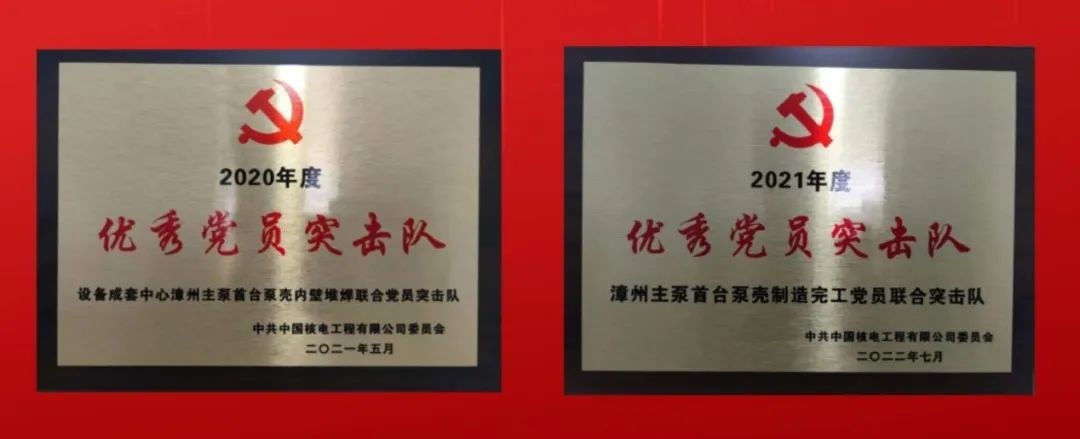 2020年度
优秀党员突击队
设备成套中心漳州主泵首台泵壳内壁堆焊联合党员突击队
中共中国核电工程有限公司委员会
二〇二一年五月
2021年度
优秀党员突击队
漳州主泵首台泵壳制造完工党员联合突击队
中共中国核电工程有限公司委员会
二〇二二年七月